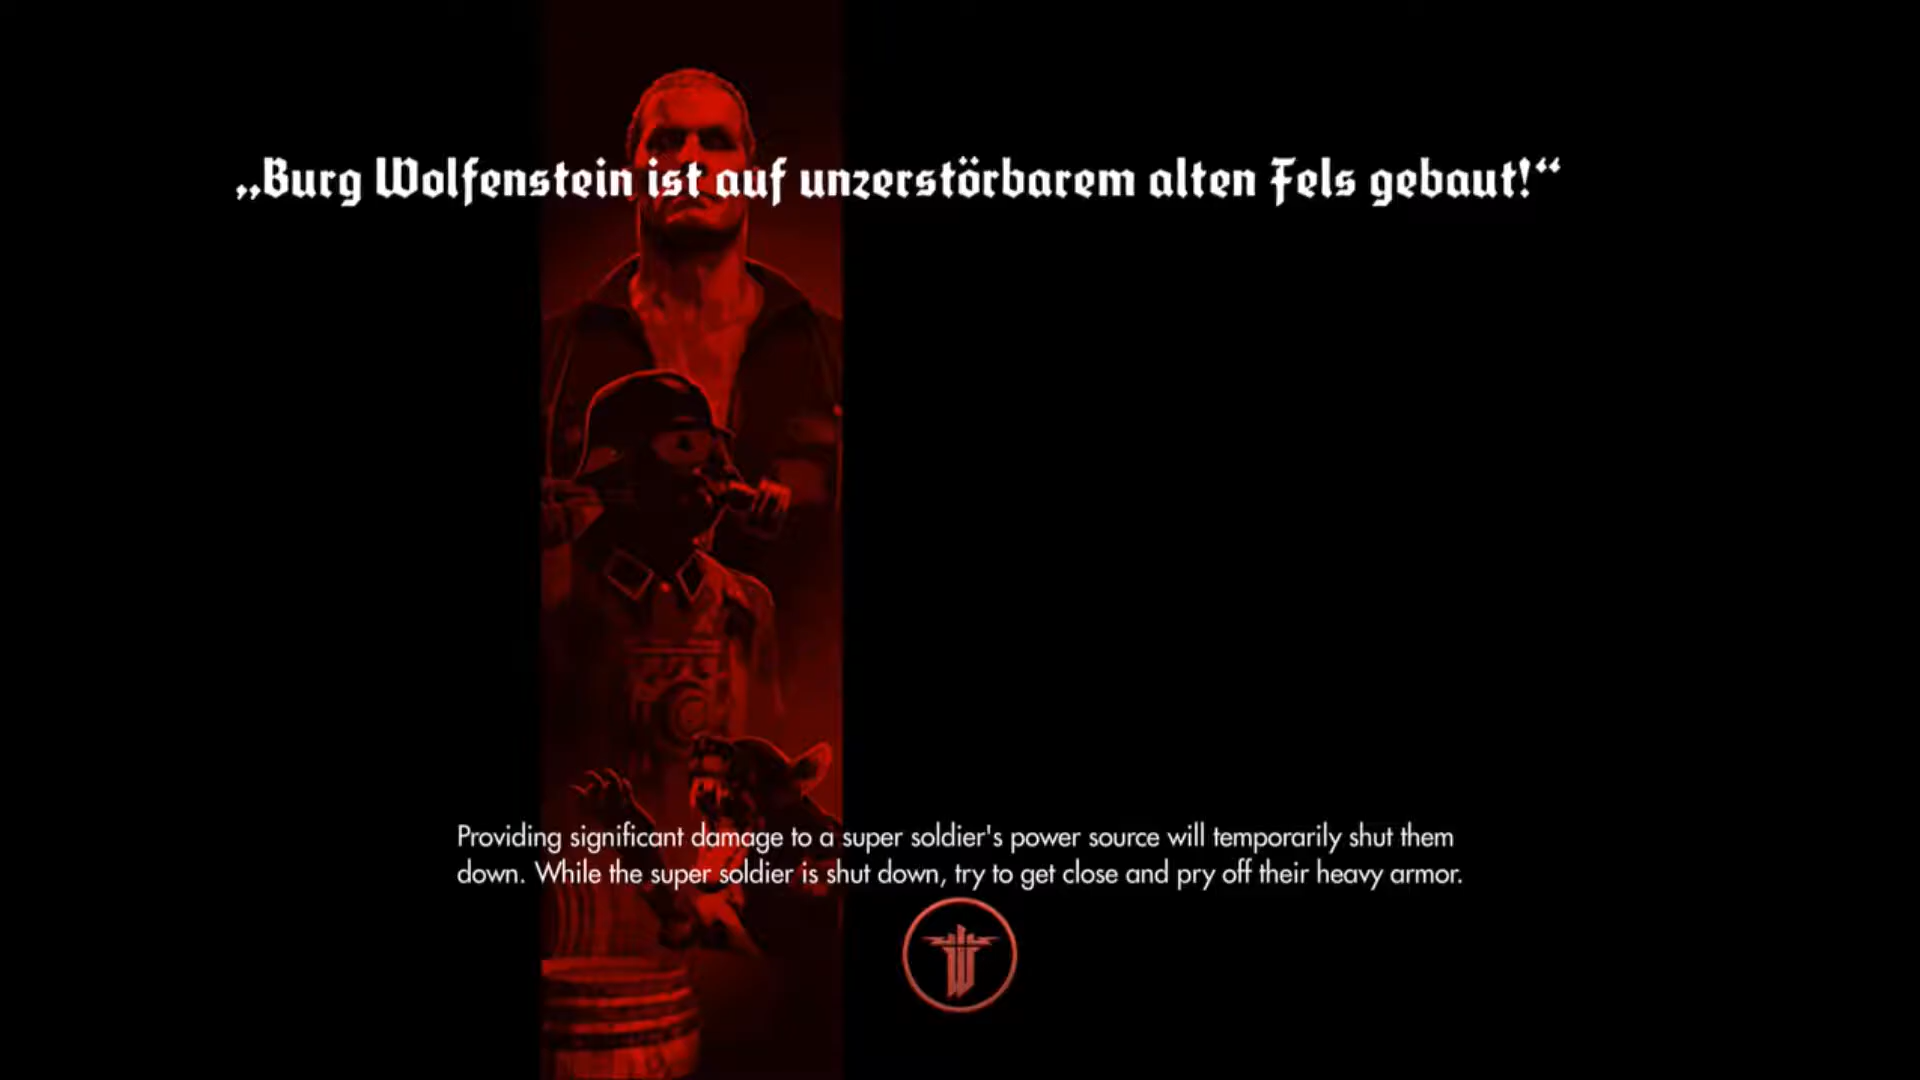 „Burg Wolfenstein ist auf unzerstörbarem alten Fels gebaut!“
Providing significant damage to a super soldier's power source will temporarily shut them
down. While the super soldier is shut down, try to get close and pry off their heavy armor.